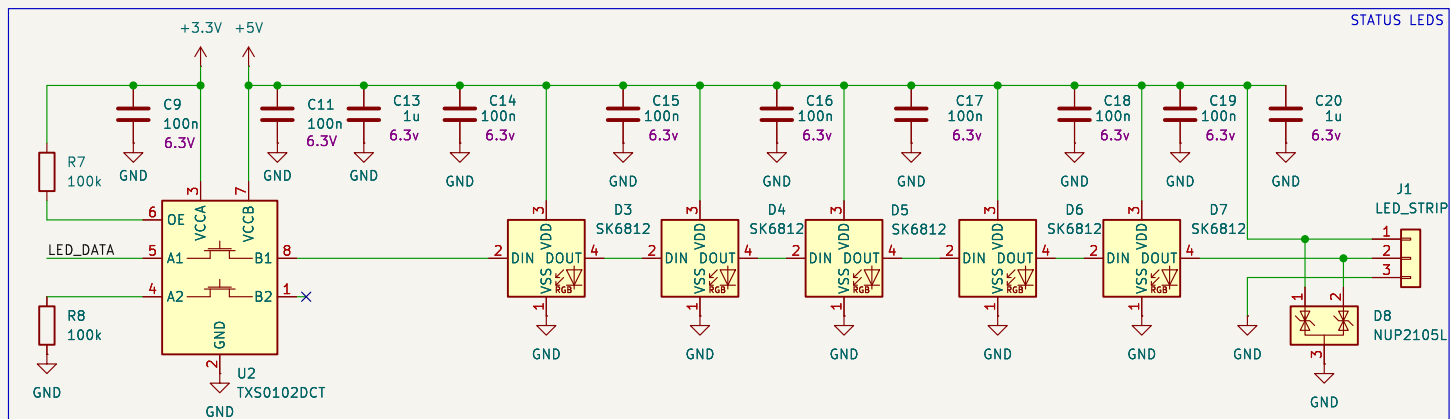 STATUS LEDS
+3.3V
+5V
C9
100n
6.3V
C11
100n
6.3V
C13
1u
6.3v
C14
100n
6.3v
C15
100n
6.3v
C16
100n
6.3v
C17
100n
6.3v
C18
100n
6.3v
C19
100n
6.3v
C20
1u
6.3v
GND
GND
GND
GND
GND
GND
GND
GND
GND
GND
R7
100k
3
7
VCCA
VCCB
6
OE
LED_DATA
5
A1
B1
8
4
A2
B2
1
GND
2
U2
TXS0102DCT
GND
R8
100k
GND
3
VDD
2
DIN
DOUT
4
VSS
RGB
1
GND
D3
SK6812
3
VDD
2
DIN
DOUT
4
VSS
RGB
1
GND
D4
SK6812
3
VDD
2
DIN
DOUT
4
VSS
RGB
1
GND
D5
SK6812
3
VDD
2
DIN
DOUT
4
VSS
RGB
1
GND
D6
SK6812
3
VDD
2
DIN
DOUT
4
VSS
RGB
1
GND
D7
SK6812
J1
LED_STRIP
1
2
3
GND
1
2
D8
NUP2105L
3
GND